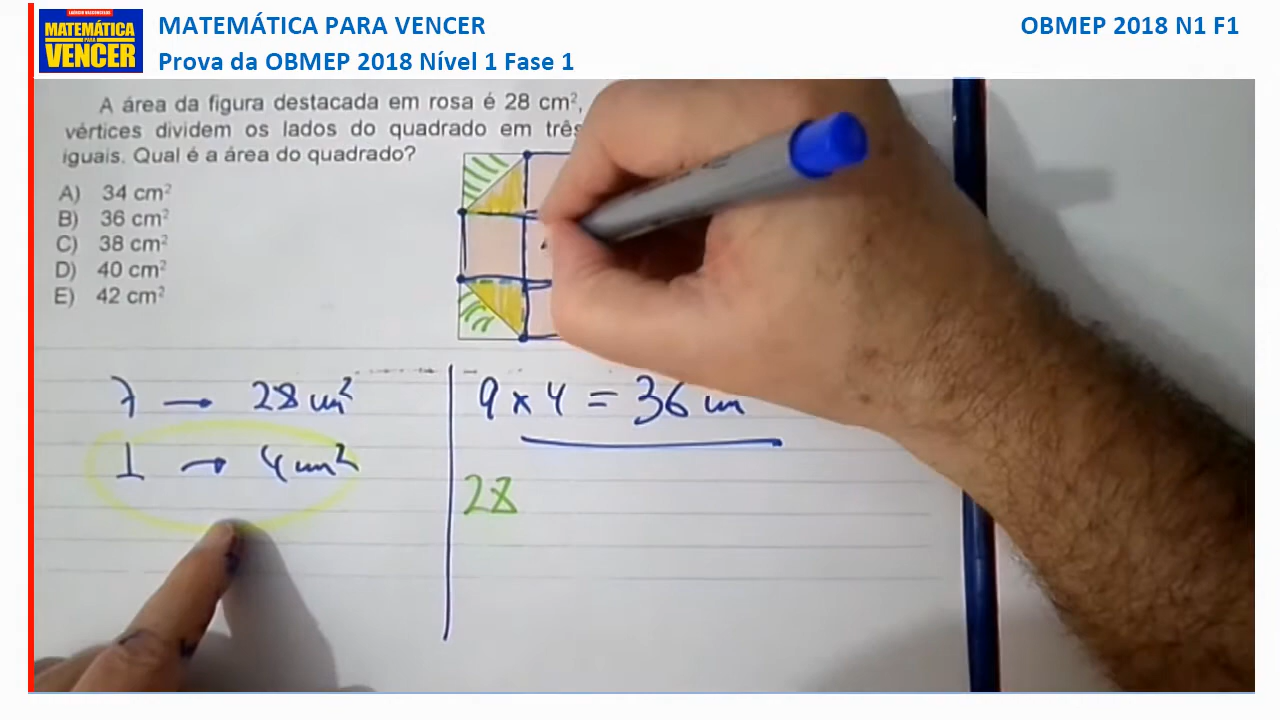 LAÉRCIO VASCONCELOS
MATEMÁTICA
PARA
VENCER
MATEMÁTICA PARA VENCER
Prova da OBMEP 2018 Nível 1 Fase 1
OBMEP 2018 N1 F1
A área da figura destacada em rosa é 28 cm²,
vértices dividem os lados do quadrado em três
iguais. Qual é a área do quadrado?
A) 34 cm²
B) 36 cm²
C) 38 cm²
D) 40 cm²
E) 42 cm²
7 → 28 cm²
1 → 4 cm²
9 x 4 = 36 cm
28